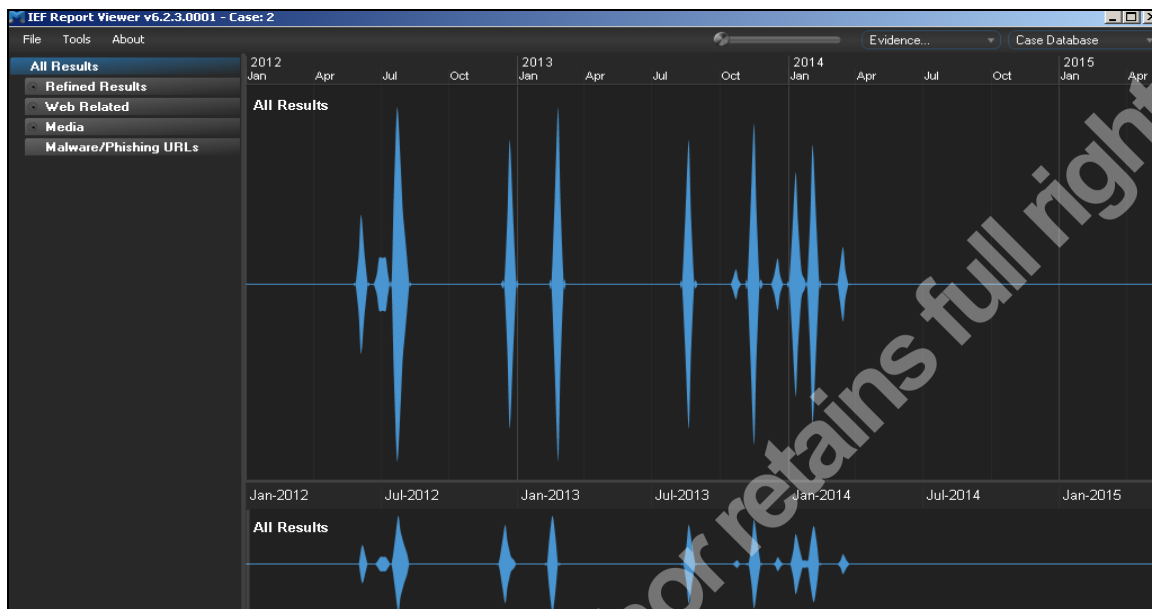 IEF Report Viewer v6.2.3.0001 - Case: 2
File Tools About Evidence... Case Database
All Results
Refined Results
Web Related
Media
Malware/Phishing URLs
2012 2013 2014 2015
Jan Apr Jul Oct Jan Apr Jul Oct Jan Apr Jul Oct Jan Apr
All Results
Jan-2012 Jul-2012 Jan-2013 Jul-2013 Jan-2014 Jul-2014 Jan-2015
All Results
or retains full right